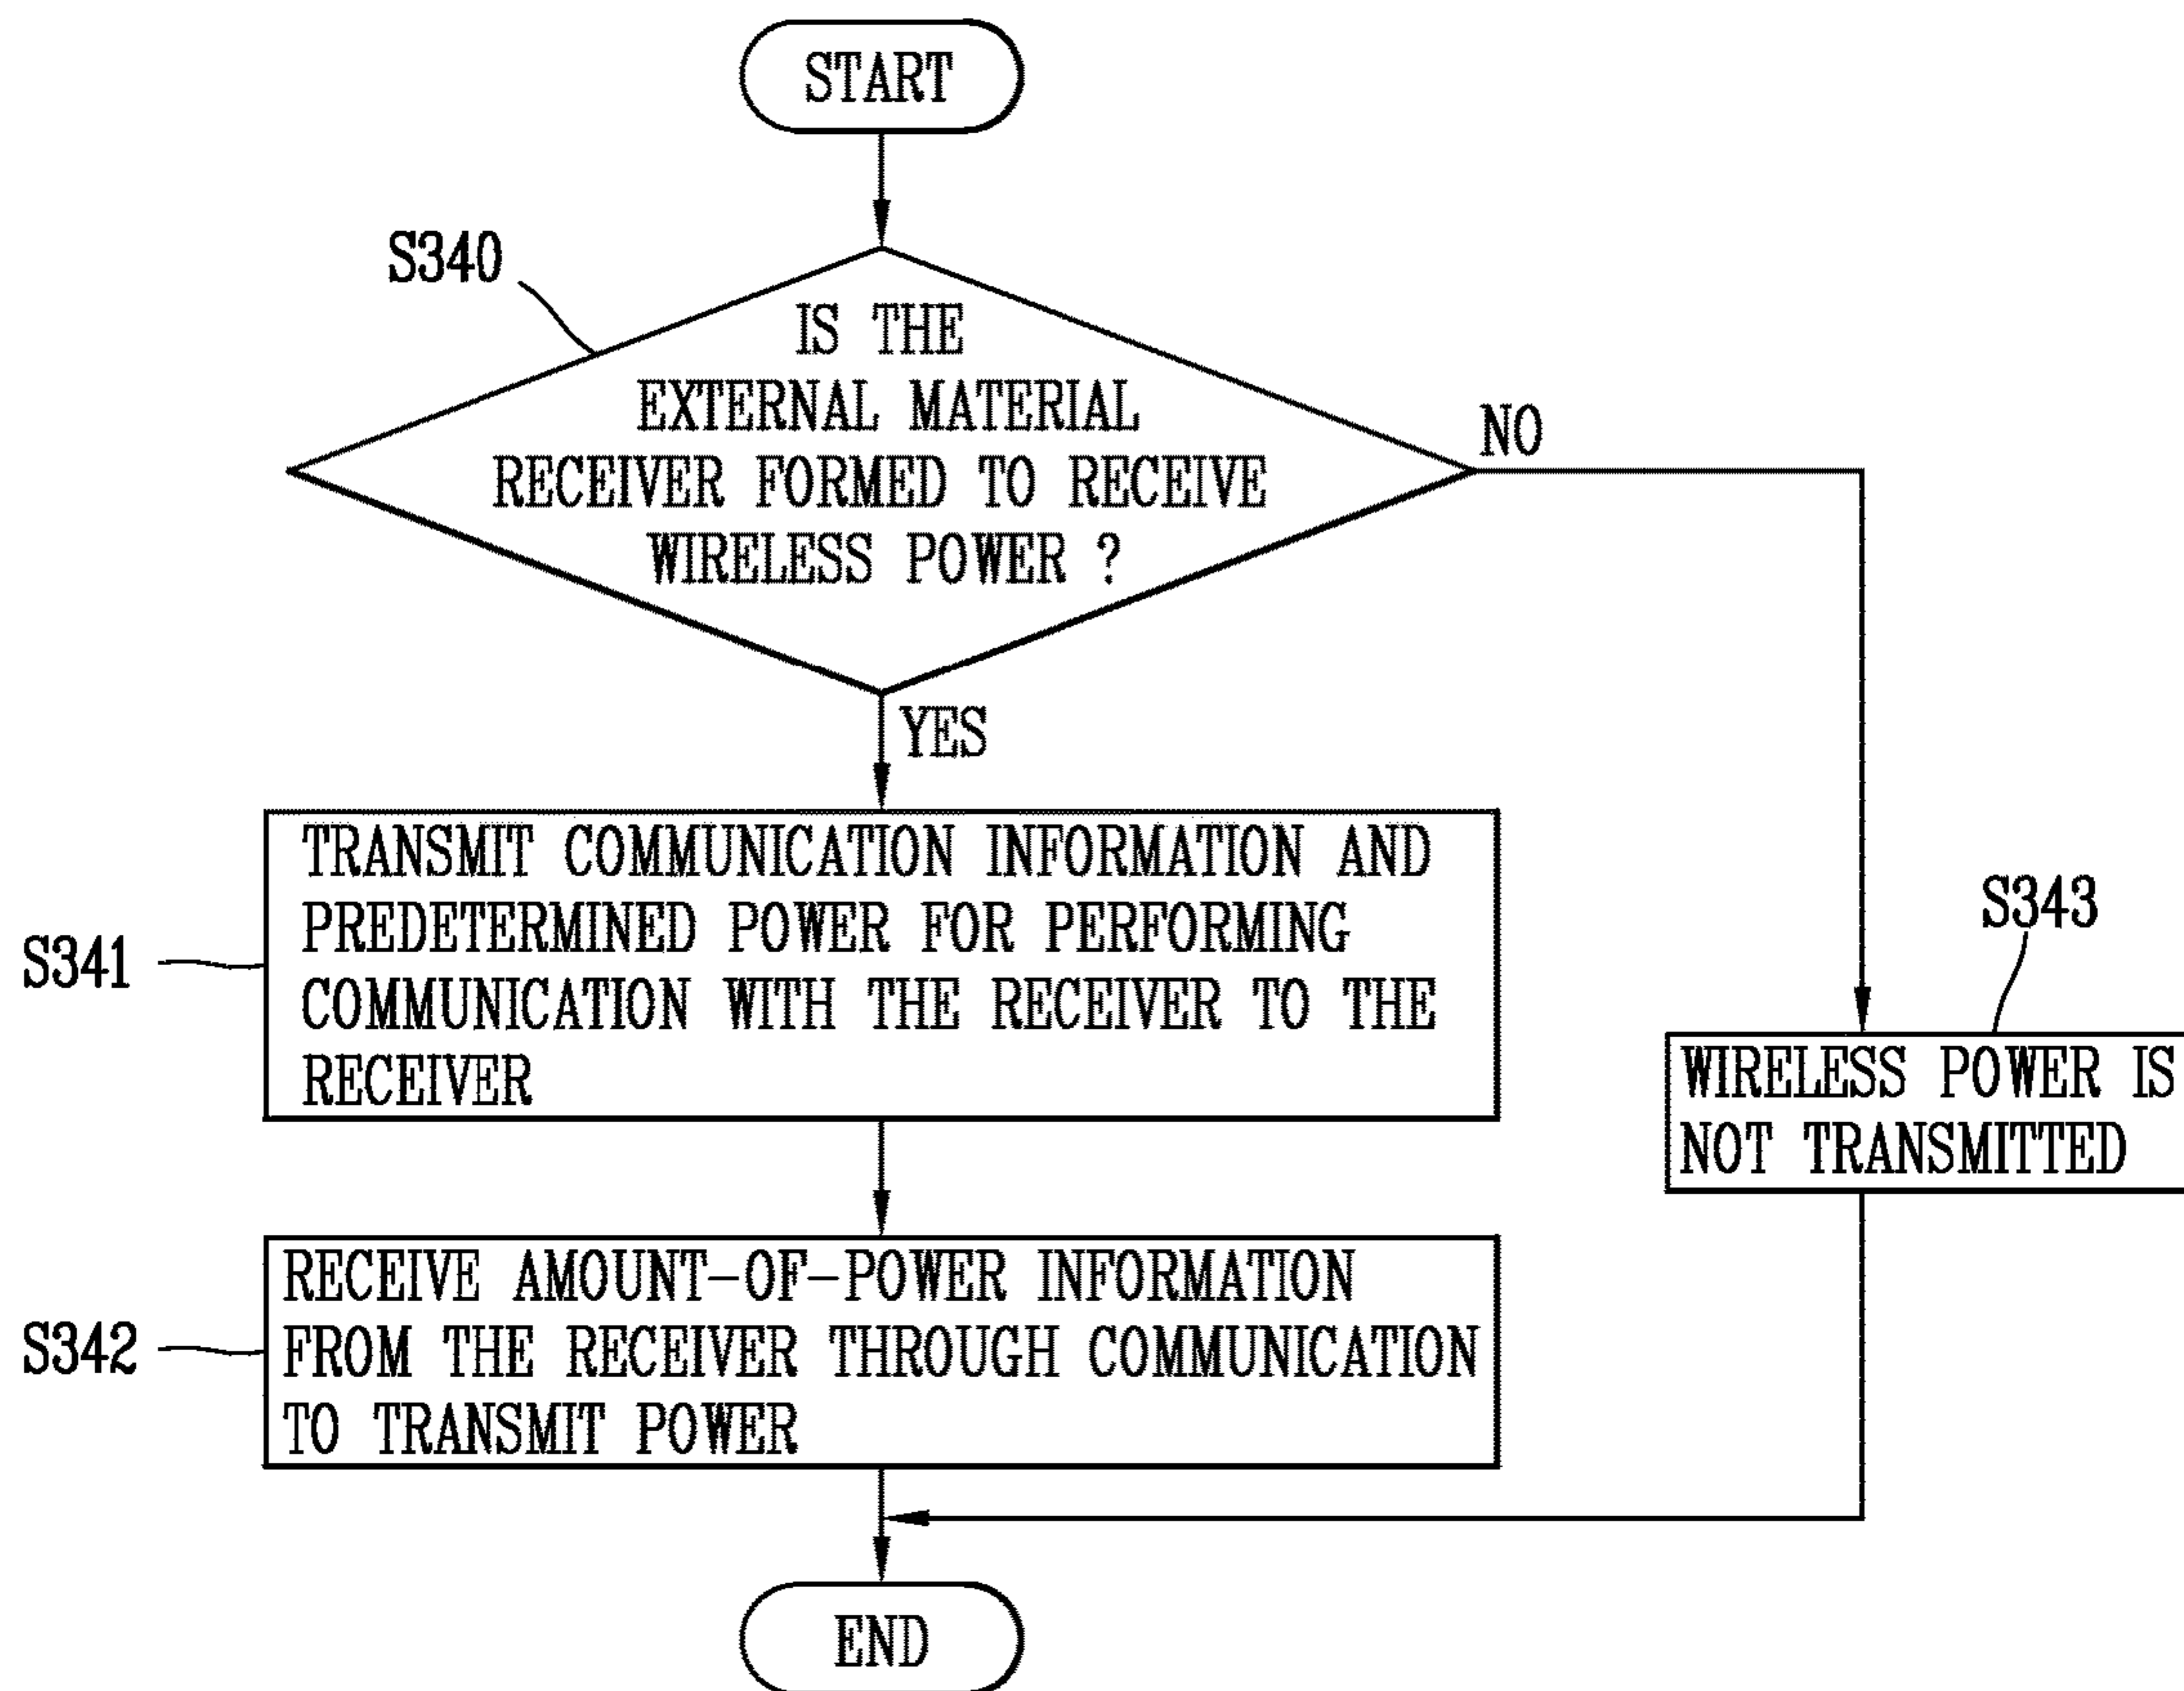 START
S340
IS THE
EXTERNAL MATERIAL
RECEIVER FORMED TO RECEIVE
WIRELESS POWER ?
NO
YES
S341
TRANSMIT COMMUNICATION INFORMATION AND
PREDETERMINED POWER FOR PERFORMING
COMMUNICATION WITH THE RECEIVER TO THE
RECEIVER
S343
WIRELESS POWER IS
NOT TRANSMITTED
S342
RECEIVE AMOUNT-OF-POWER INFORMATION
FROM THE RECEIVER THROUGH COMMUNICATION
TO TRANSMIT POWER
END